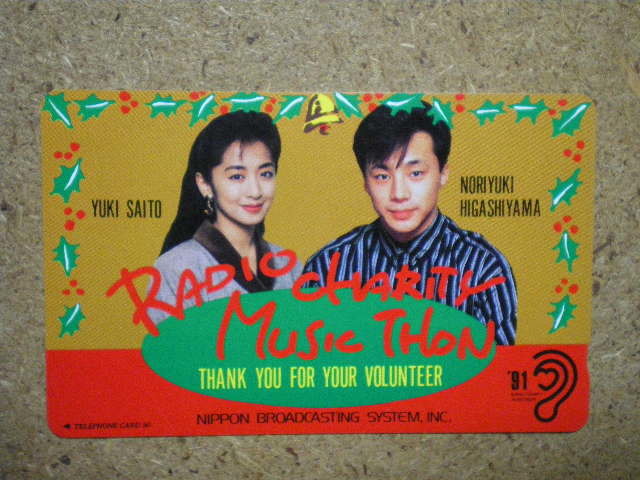 YUKI SAITO
NORIYUKI
HIGASHIYAMA
RADIO CHARITY
MUSIC THON
THANK YOU FOR YOUR VOLUNTEER
'91
NIPPON BROADCASTING SYSTEM, INC.
TELEPHONE CARD 50